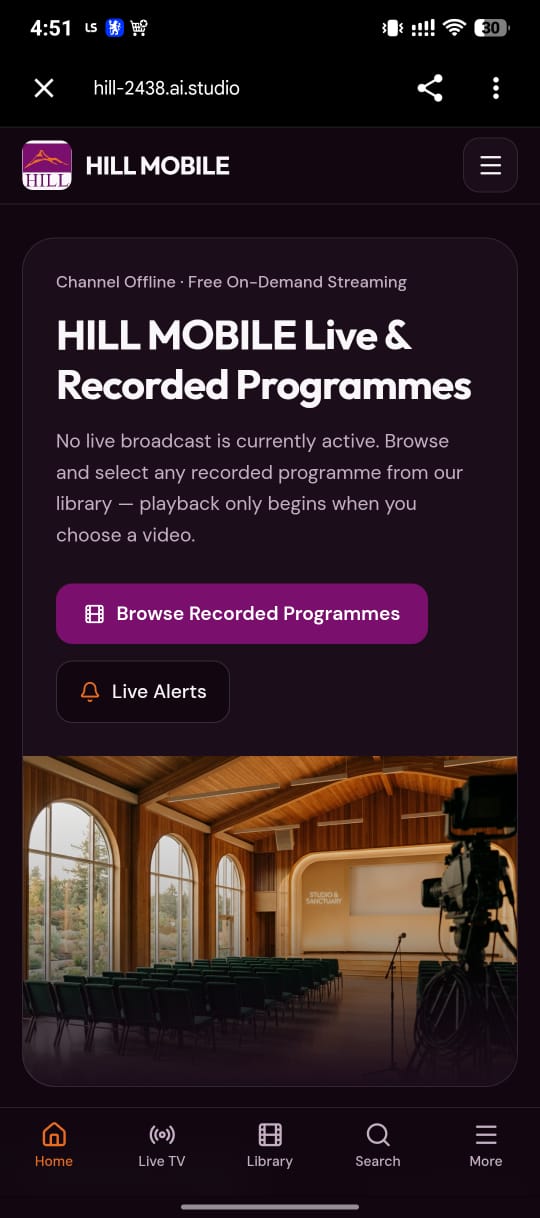 4:51 LS 30
hill-2438.ai.studio
HILL
HILL MOBILE
Channel Offline · Free On-Demand Streaming
HILL MOBILE Live &
Recorded Programmes
No live broadcast is currently active. Browse
and select any recorded programme from our
library — playback only begins when you
choose a video.
Browse Recorded Programmes
Live Alerts
STUDIO &
SANCTUARY
Home Live TV Library Search More